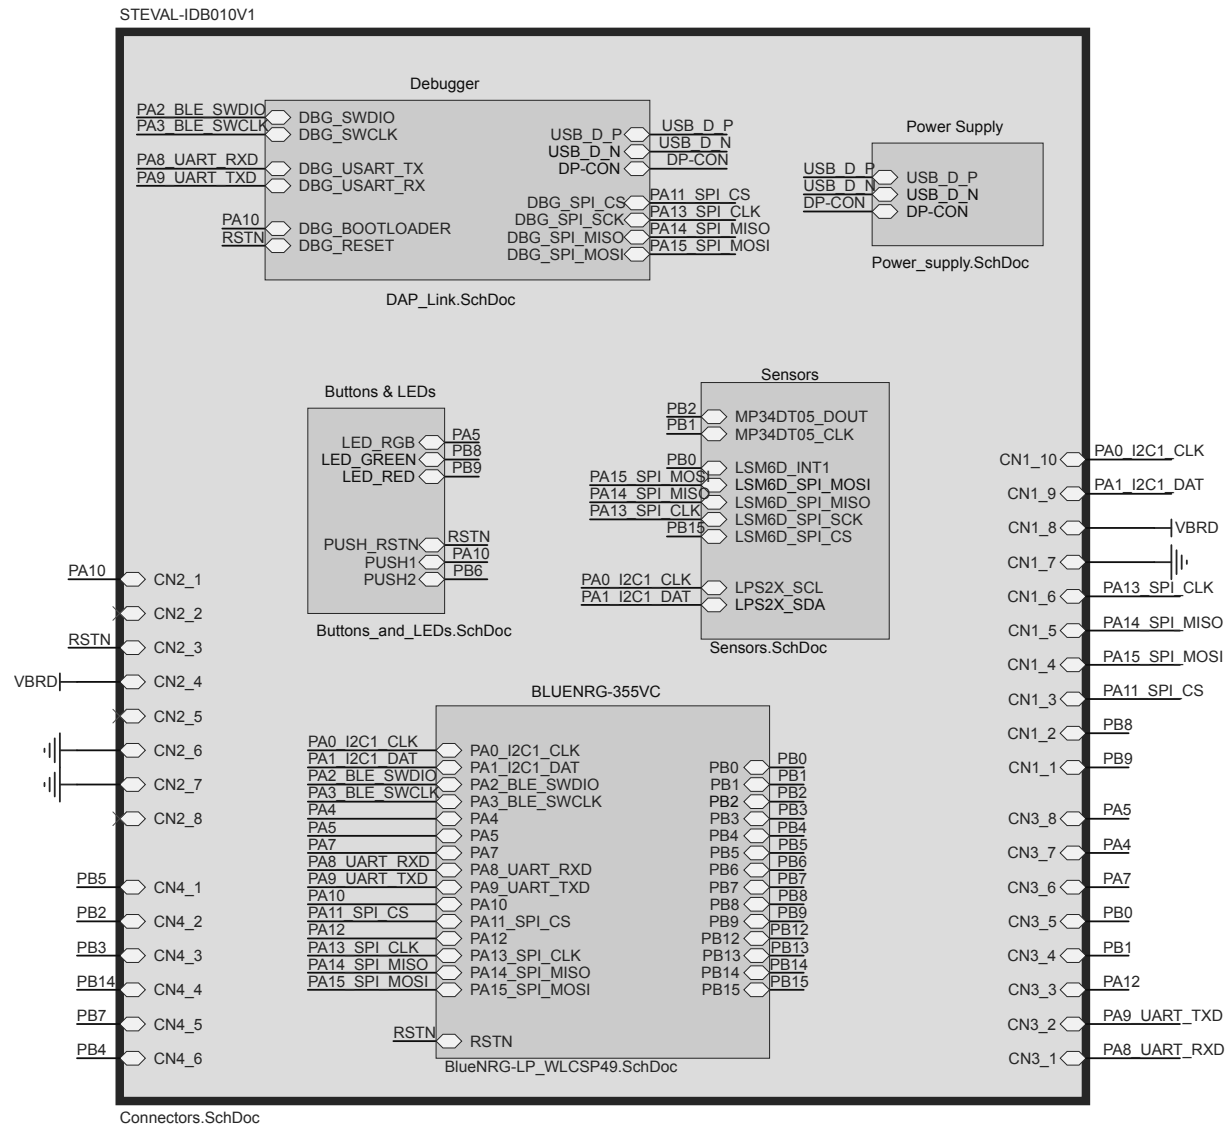 STEVAL-IDB010V1
Debugger
PA2_BLE_SWDIO DBG_SWDIO
PA3_BLE_SWCLK DBG_SWCLK
PA8_UART_RXD DBG_USART_TX
PA9_UART_TXD DBG_USART_RX
PA10 DBG_BOOTLOADER
RSTN DBG_RESET
USB_D_P USB_D_P
USB_D_N USB_D_N
DP-CON DP-CON
DBG_SPI_CS PA11_SPI_CS
DBG_SPI_SCK PA13_SPI_CLK
DBG_SPI_MISO PA14_SPI_MISO
DBG_SPI_MOSI PA15_SPI_MOSI
DAP_Link.SchDoc
Power Supply
USB_D_P USB_D_P
USB_D_N USB_D_N
DP-CON DP-CON
Power_supply.SchDoc
Buttons & LEDs
LED_RGB PA5
LED_GREEN PB8
LED_RED PB9
PUSH_RSTN RSTN
PUSH1 PA10
PUSH2 PB6
Buttons_and_LEDs.SchDoc
Sensors
PB2 MP34DT05_DOUT
PB1 MP34DT05_CLK
PB0 LSM6D_INT1
PA15_SPI_MOSI LSM6D_SPI_MOSI
PA14_SPI_MISO LSM6D_SPI_MISO
PA13_SPI_CLK LSM6D_SPI_SCK
PB15 LSM6D_SPI_CS
PA0_I2C1_CLK LPS2X_SCL
PA1_I2C1_DAT LPS2X_SDA
Sensors.SchDoc
PA10 CN2_1
CN2_2
RSTN CN2_3
VBRD CN2_4
CN2_5
CN2_6
CN2_7
CN2_8
PB5 CN4_1
PB2 CN4_2
PB3 CN4_3
PB14 CN4_4
PB7 CN4_5
PB4 CN4_6
BLUENRG-355VC
PA0_I2C1_CLK PA0_I2C1_CLK
PA1_I2C1_DAT PA1_I2C1_DAT
PA2_BLE_SWDIO PA2_BLE_SWDIO
PA3_BLE_SWCLK PA3_BLE_SWCLK
PA4 PA4
PA5 PA5
PA7 PA7
PA8_UART_RXD PA8_UART_RXD
PA9_UART_TXD PA9_UART_TXD
PA10 PA10
PA11_SPI_CS PA11_SPI_CS
PA12 PA12
PA13_SPI_CLK PA13_SPI_CLK
PA14_SPI_MISO PA14_SPI_MISO
PA15_SPI_MOSI PA15_SPI_MOSI
RSTN RSTN
PB0 PB0
PB1 PB1
PB2 PB2
PB3 PB3
PB4 PB4
PB5 PB5
PB6 PB6
PB7 PB7
PB8 PB8
PB9 PB9
PB12 PB12
PB13 PB13
PB14 PB14
PB15 PB15
BlueNRG-LP_WLCSP49.SchDoc
CN1_10 PA0_I2C1_CLK
CN1_9 PA1_I2C1_DAT
CN1_8 VBRD
CN1_7
CN1_6 PA13_SPI_CLK
CN1_5 PA14_SPI_MISO
CN1_4 PA15_SPI_MOSI
CN1_3 PA11_SPI_CS
CN1_2 PB8
CN1_1 PB9
CN3_8 PA5
CN3_7 PA4
CN3_6 PA7
CN3_5 PB0
CN3_4 PB1
CN3_3 PA12
CN3_2 PA9_UART_TXD
CN3_1 PA8_UART_RXD
Connectors.SchDoc